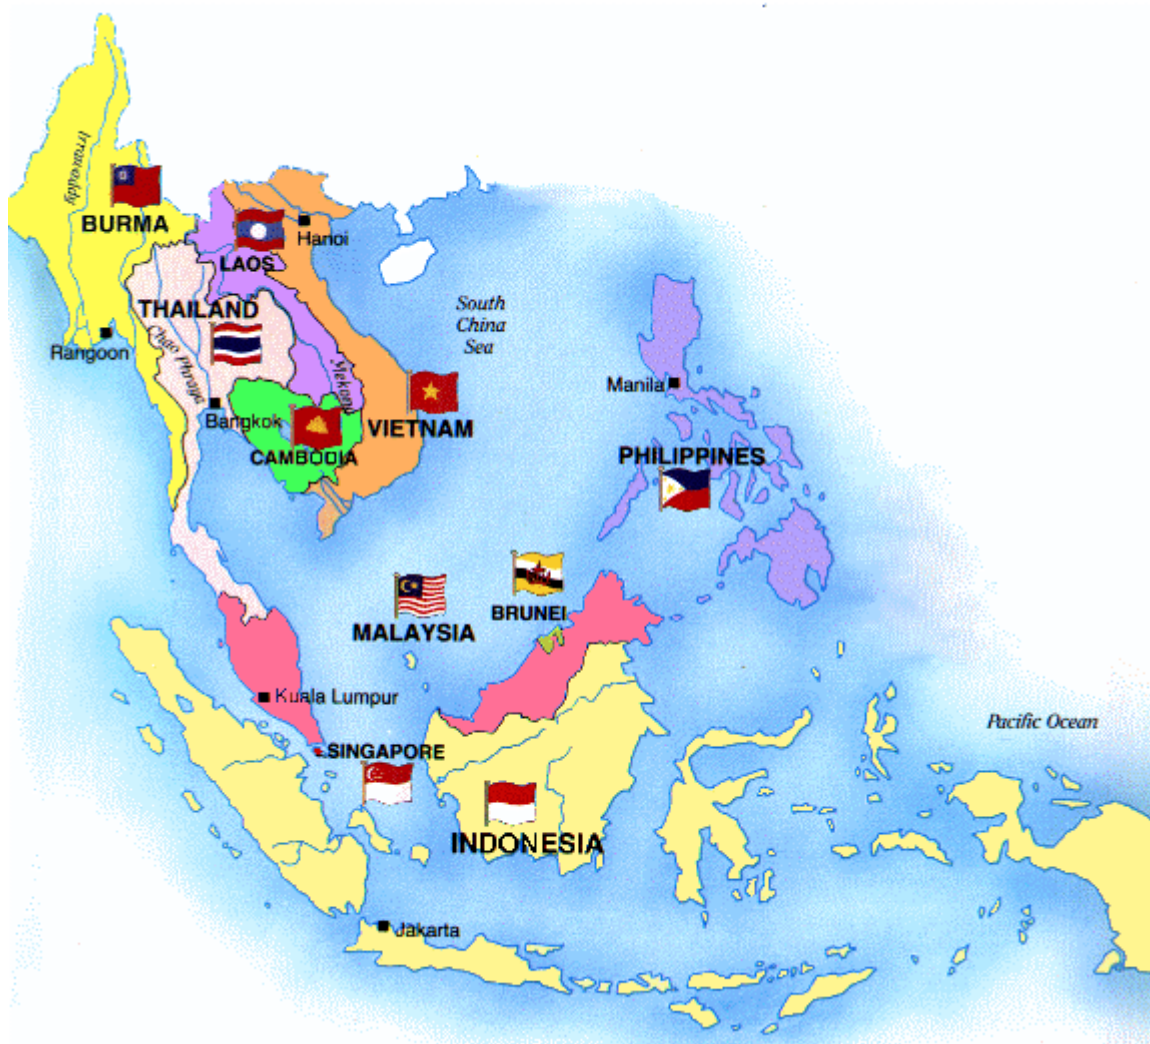 Irrawaddy
BURMA
Hanoi
LAOS
THAILAND
South
China
Sea
Rangoon
Chao Phraya
Mekong
Manila
Bangkok
VIETNAM
CAMBODIA
PHILIPPINES
BRUNEI
MALAYSIA
Kuala Lumpur
Pacific Ocean
SINGAPORE
INDONESIA
Jakarta